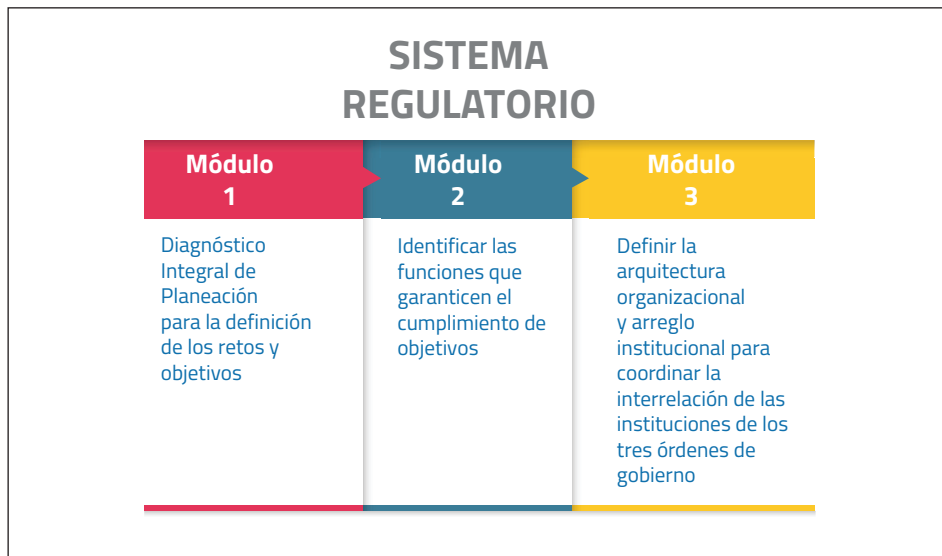 SISTEMA
REGULATORIO
Módulo
1
Diagnóstico
Integral de
Planeación
para la definición
de los retos y
objetivos
Módulo
2
Identificar las
funciones que
garanticen el
cumplimiento de
objetivos
Módulo
3
Definir la
arquitectura
organizacional
y arreglo
institucional para
coordinar la
interrelación de las
instituciones de los
tres órdenes de
gobierno